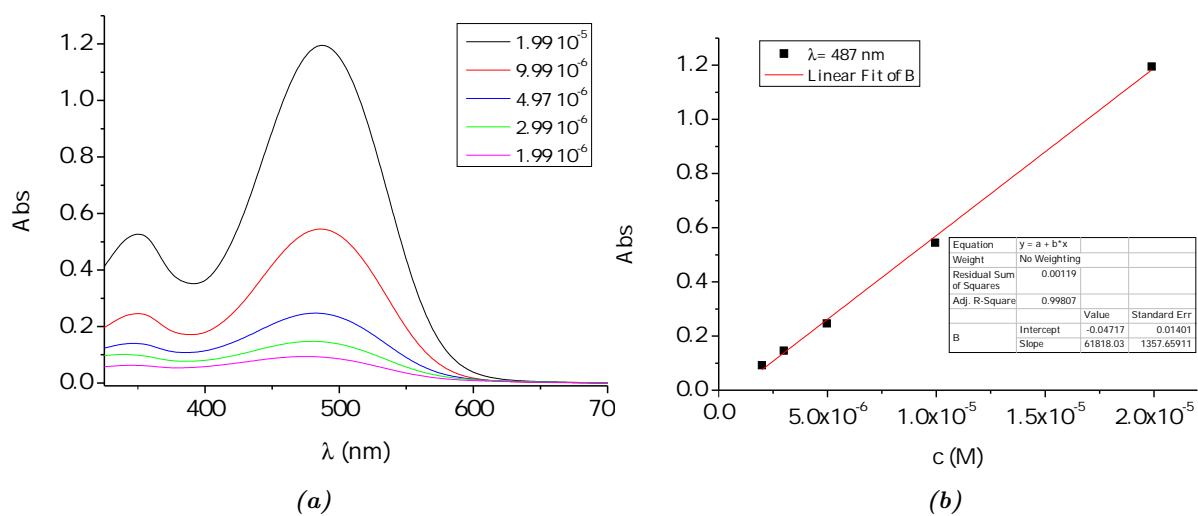 1.2
1.0
0.8
0.6
0.4
0.2
0.0
Abs
400
500
600
70
λ (nm)
1.99 10⁻⁵
9.99 10⁻⁶
4.97 10⁻⁶
2.99 10⁻⁶
1.99 10⁻⁶
(a)
1.2
1.0
0.8
0.6
0.4
0.2
0.0
Abs
0.0
5.0x10⁻⁶
1.0x10⁻⁵
1.5x10⁻⁵
2.0x10⁻⁵
c (M)
λ= 487 nm
Linear Fit of B
Equation y = a + b*x
Weight No Weighting
Residual Sum of Squares 0.00119
Adj. R-Square 0.99807
Value Standard Err
B Intercept -0.04717 0.01401
Slope 61818.03 1357.65911
(b)